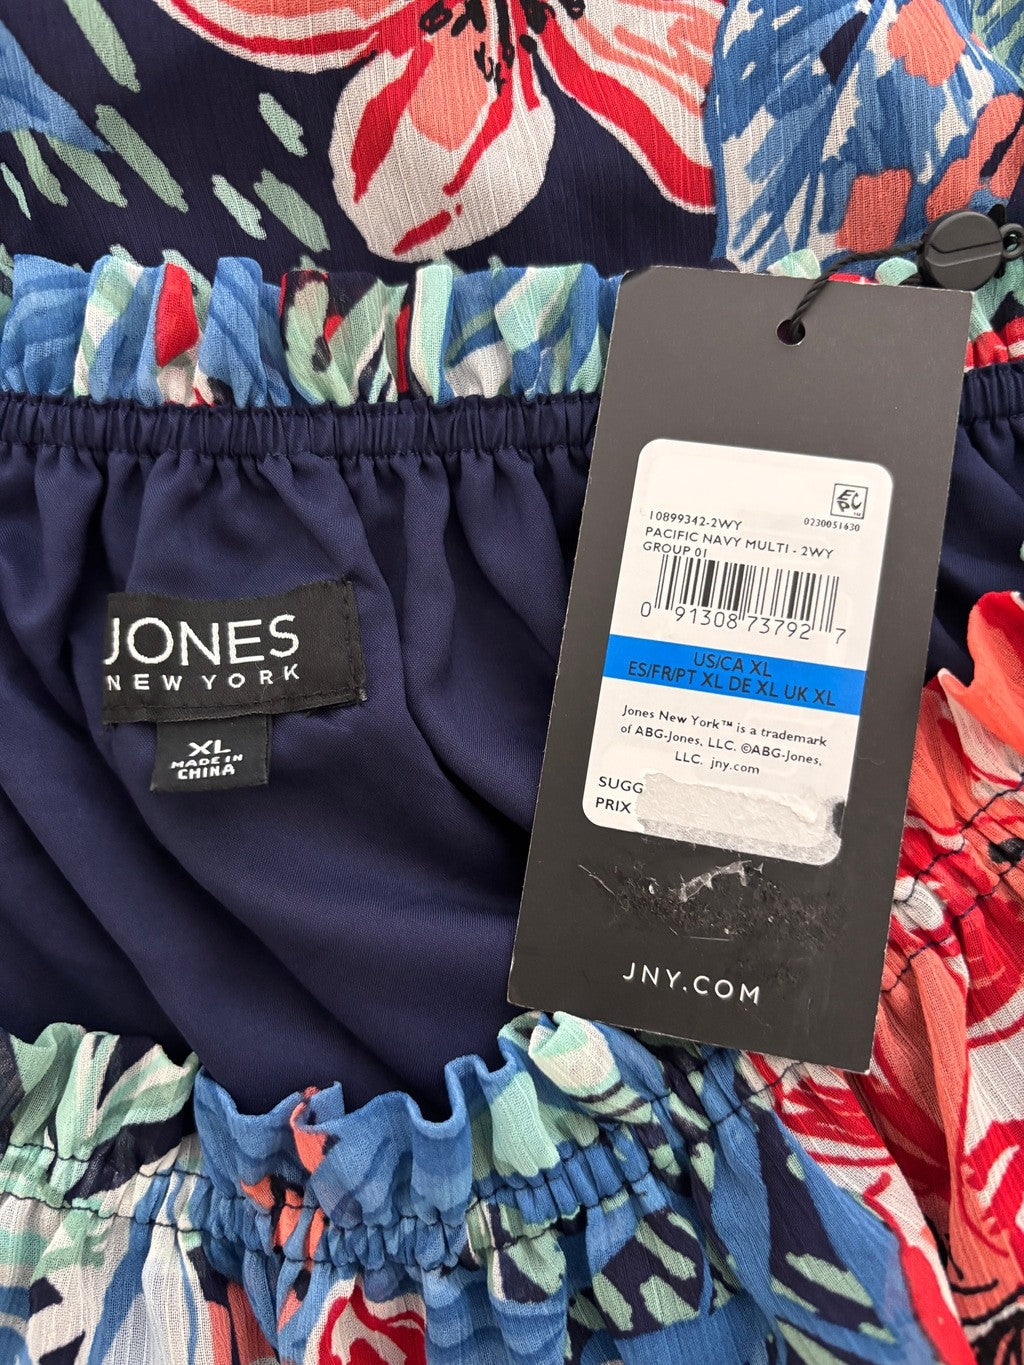 JONES
NEW YORK
XL
MADE IN
CHINA
10899342-2WY
0230051630
PACIFIC NAVY MULTI - 2WY
GROUP 01
0 91308 73792 7
US/CA XL
ES/FR/PT XL DE XL UK XL
Jones New York™ is a trademark
of ABG-Jones, LLC. ©ABG-Jones,
LLC. jny.com
SUGG
PRIX
JNY.COM